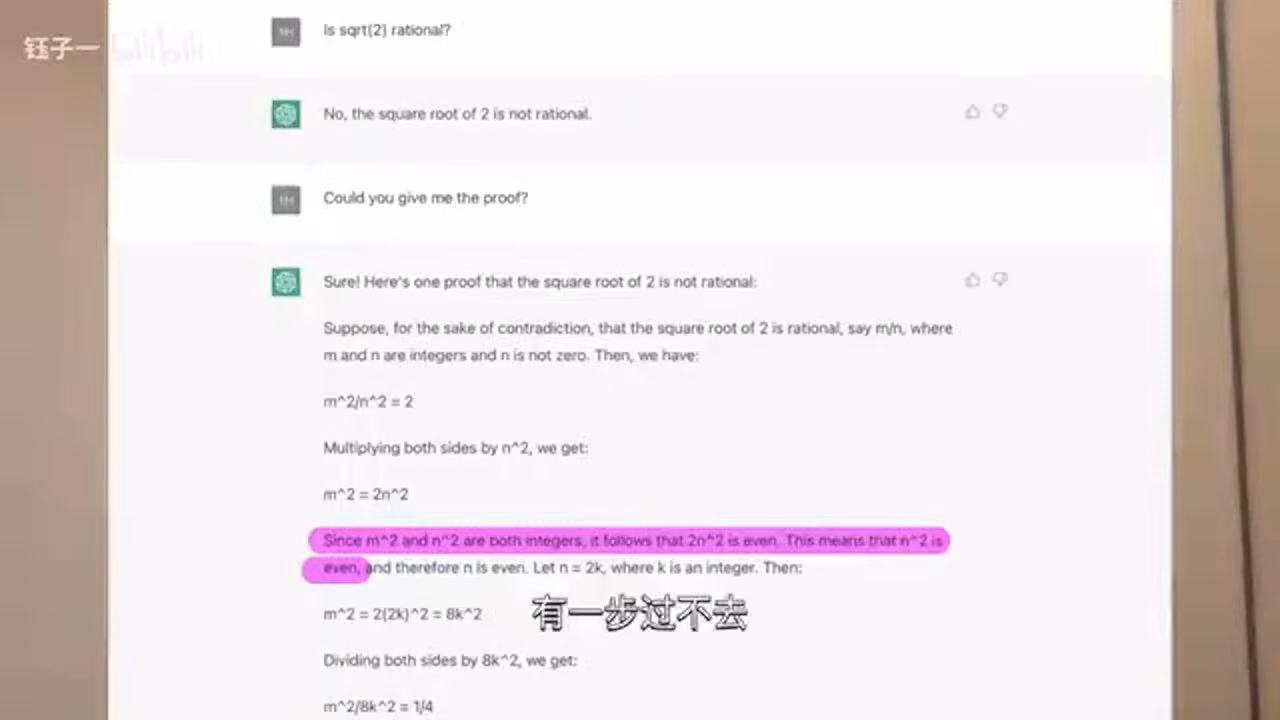 钰子一 bilibili
Is sqrt(2) rational?
No, the square root of 2 is not rational.
Could you give me the proof?
Sure! Here's one proof that the square root of 2 is not rational:
Suppose, for the sake of contradiction, that the square root of 2 is rational, say m/n, where
m and n are integers and n is not zero. Then, we have:
m^2/n^2 = 2
Multiplying both sides by n^2, we get:
m^2 = 2n^2
Since m^2 and n^2 are both integers, it follows that 2n^2 is even. This means that n^2 is
even, and therefore n is even. Let n = 2k, where k is an integer. Then:
有一步过不去
m^2 = 2(2k)^2 = 8k^2
Dividing both sides by 8k^2, we get:
m^2/8k^2 = 1/4